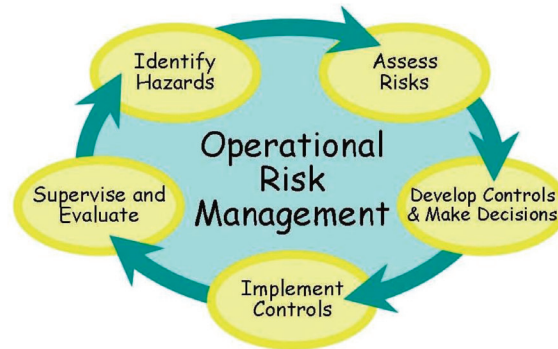 Identify
Hazards
Assess
Risks
Operational
Risk
Management
Supervise and
Evaluate
Develop Controls
& Make Decisions
Implement
Controls